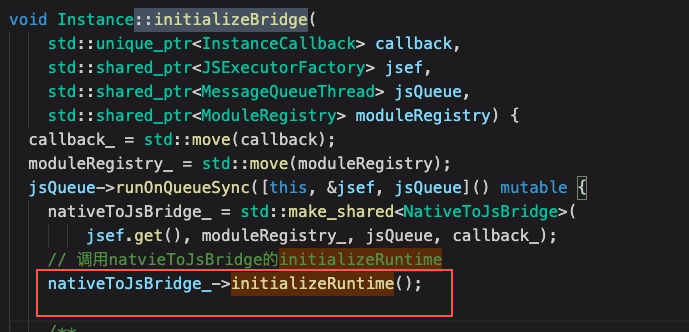 void Instance::initializeBridge(
std::unique_ptr<InstanceCallback> callback,
std::shared_ptr<JSExecutorFactory> jsef,
std::shared_ptr<MessageQueueThread> jsQueue,
std::shared_ptr<ModuleRegistry> moduleRegistry) {
callback_ = std::move(callback);
moduleRegistry_ = std::move(moduleRegistry);
jsQueue->runOnQueueSync([this, &jsef, jsQueue]() mutable {
nativeToJsBridge_ = std::make_shared<NativeToJsBridge>(
jsef.get(), moduleRegistry_, jsQueue, callback_);
// 调用natvieToJsBridge的initializeRuntime
nativeToJsBridge_->initializeRuntime();
/**